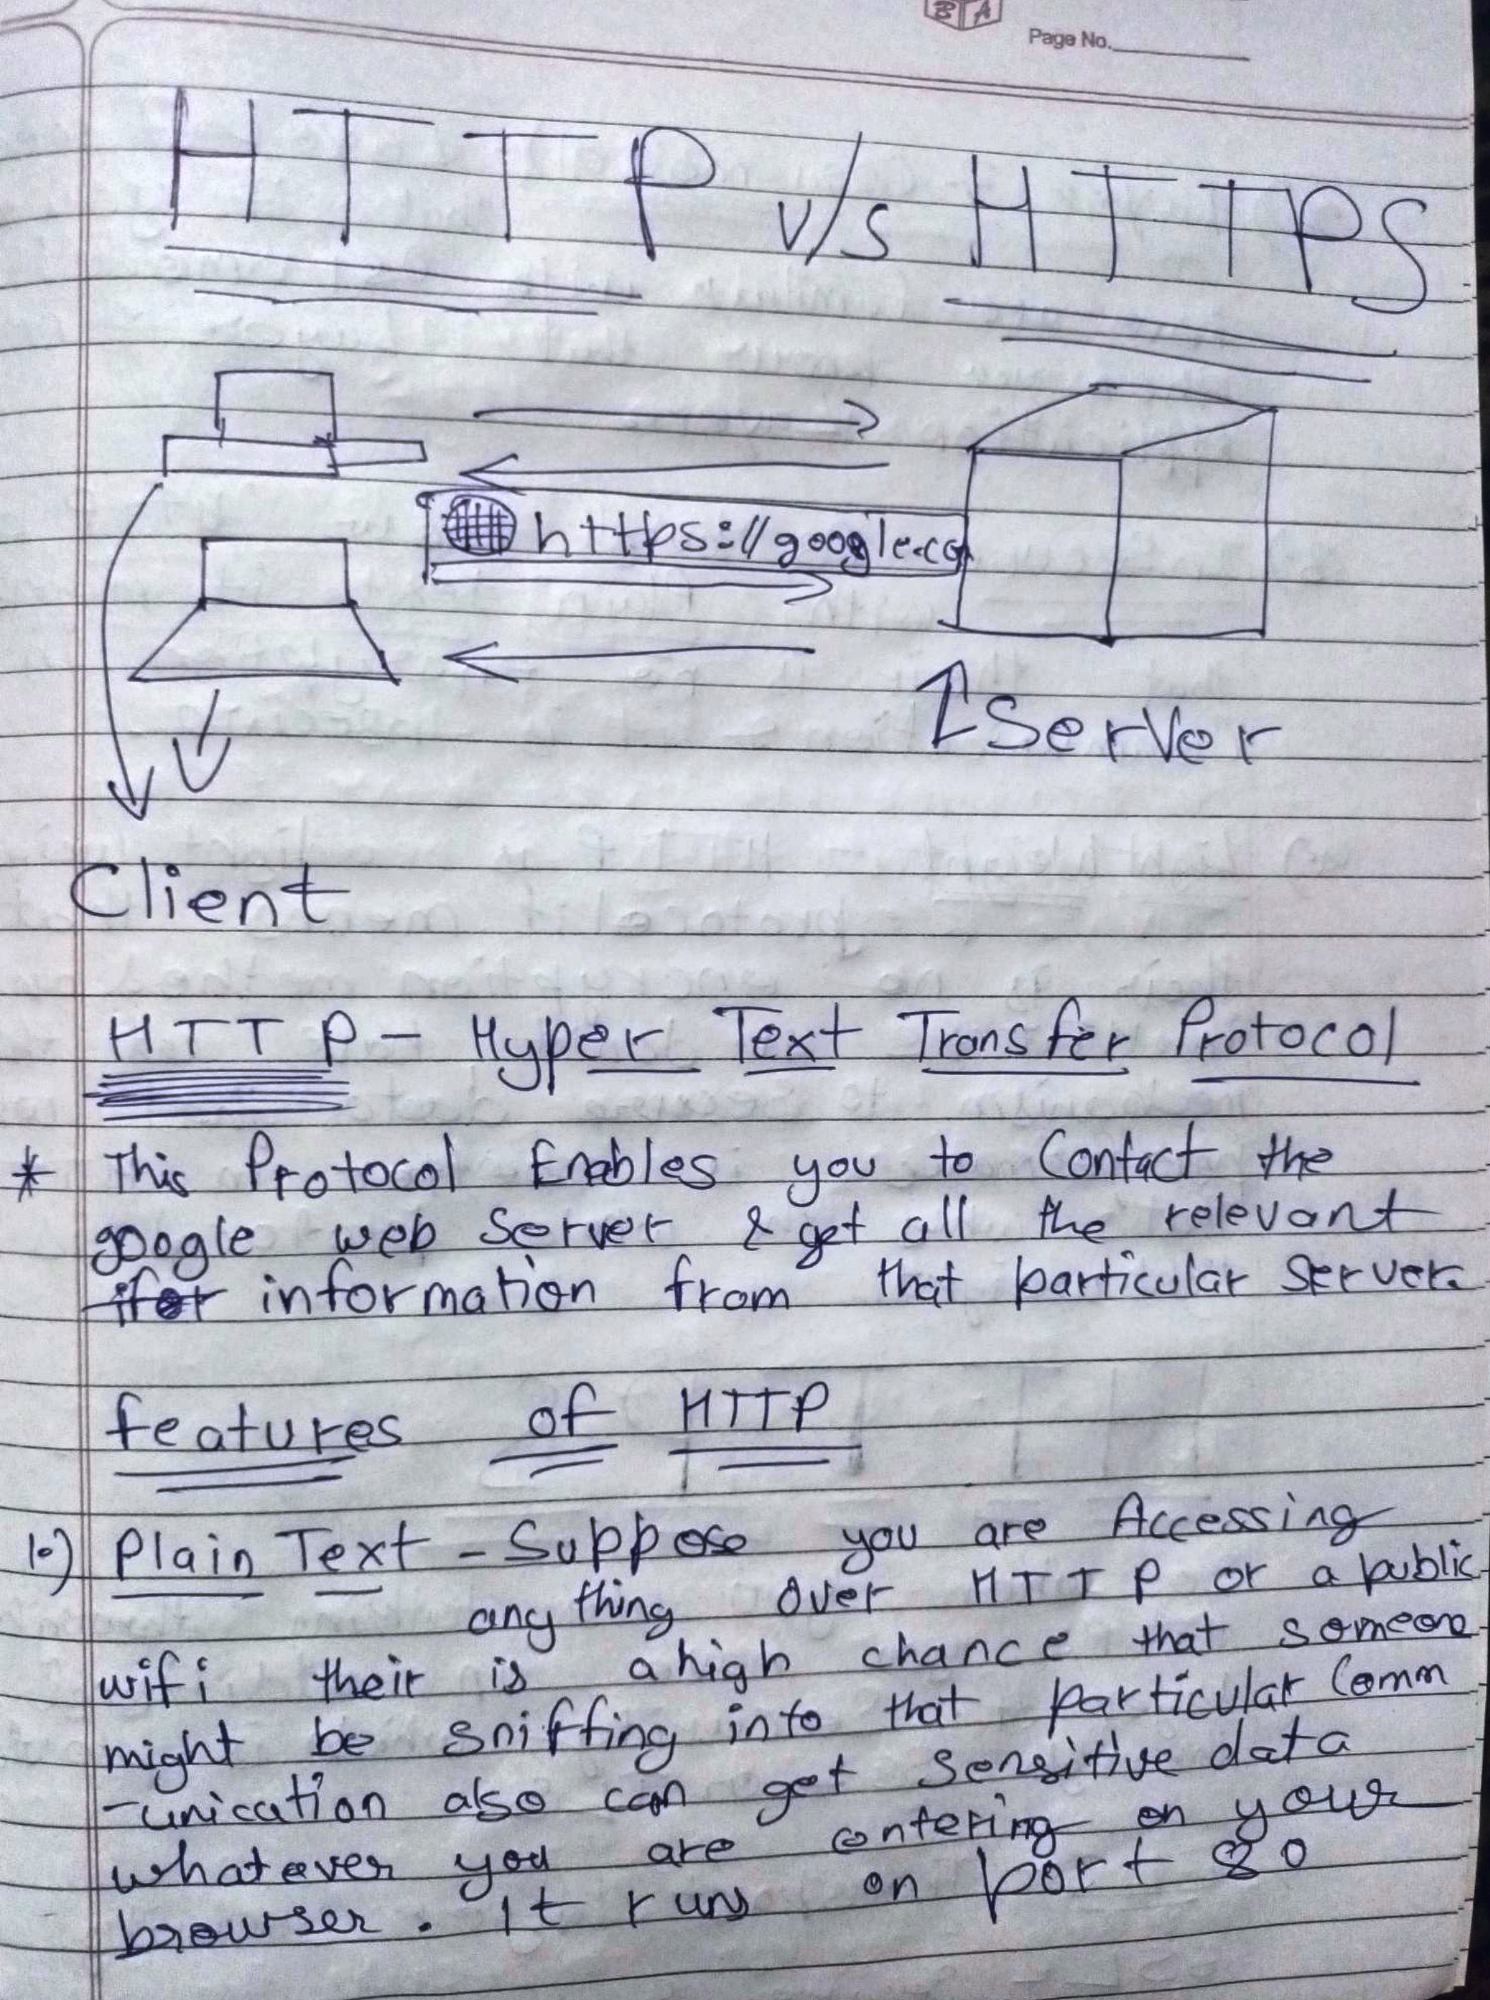 B A
Page No.
HTTP v/s HTTPS
https://google.co
Server
Client
HTTP - Hyper Text Transfer Protocol
* This Protocol Enables you to Contact the
google web server & get all the relevant
information from that particular server.
features of HTTP
1.) Plain Text - Suppose you are Accessing
any thing over HTTP or a public
wifi their is a high chance that someone
might be sniffing into that particular Comm
-unication also can get sensitive data
whatever you are entering on your
browser. It runs on port 80